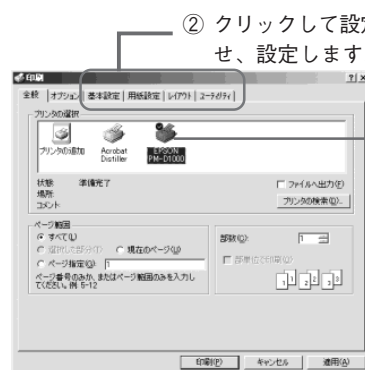 ② クリックして設定
せ、設定します
印刷
全般 オプション 基本設定 用紙設定 レイアウト ユーティリティ
プリンタの選択
プリンタの追加 Acrobat Distiller EPSON PM-D1000
状態: 準備完了
場所:
コメント:
ファイルへ出力(F)
プリンタの検索(D)...
ページ範囲
すべて(L)
選択した部分(T) 現在のページ(U)
ページ指定(G): 1
ページ番号のみか、またはページ範囲のみを入力し
てください。例 5-12
部数(C): 1
部単位で印刷(O)
1 1 2 2 3 3
印刷(P) キャンセル 適用(A)